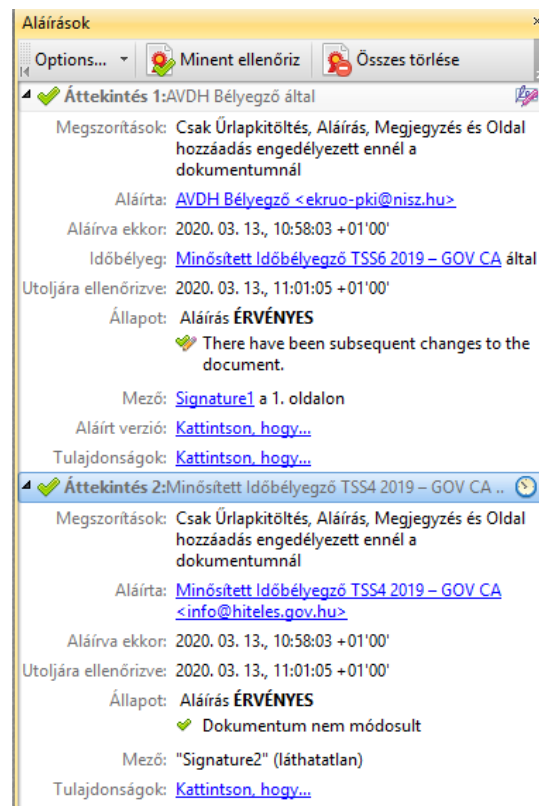 Aláírások
Options... Minent ellenőriz Összes törlése
Áttekintés 1:AVDH Bélyegző által
Megszorítások: Csak Űrlapkitöltés, Aláírás, Megjegyzés és Oldal
hozzáadás engedélyezett ennél a
dokumentumnál
Aláírta: AVDH Bélyegző <ekruo-pki@nisz.hu>
Aláírva ekkor: 2020. 03. 13., 10:58:03 +01'00'
Időbélyeg: Minősített Időbélyegző TSS6 2019 – GOV CA által
Utoljára ellenőrizve: 2020. 03. 13., 11:01:05 +01'00'
Állapot: Aláírás ÉRVÉNYES
There have been subsequent changes to the
document.
Mező: Signature1 a 1. oldalon
Aláírt verzió: Kattintson, hogy...
Tulajdonságok: Kattintson, hogy...
Áttekintés 2:Minősített Időbélyegző TSS4 2019 – GOV CA ..
Megszorítások: Csak Űrlapkitöltés, Aláírás, Megjegyzés és Oldal
hozzáadás engedélyezett ennél a
dokumentumnál
Aláírta: Minősített Időbélyegző TSS4 2019 – GOV CA
<info@hiteles.gov.hu>
Aláírva ekkor: 2020. 03. 13., 10:58:03 +01'00'
Utoljára ellenőrizve: 2020. 03. 13., 11:01:05 +01'00'
Állapot: Aláírás ÉRVÉNYES
Dokumentum nem módosult
Mező: "Signature2" (láthatatlan)
Tulajdonságok: Kattintson, hogy...